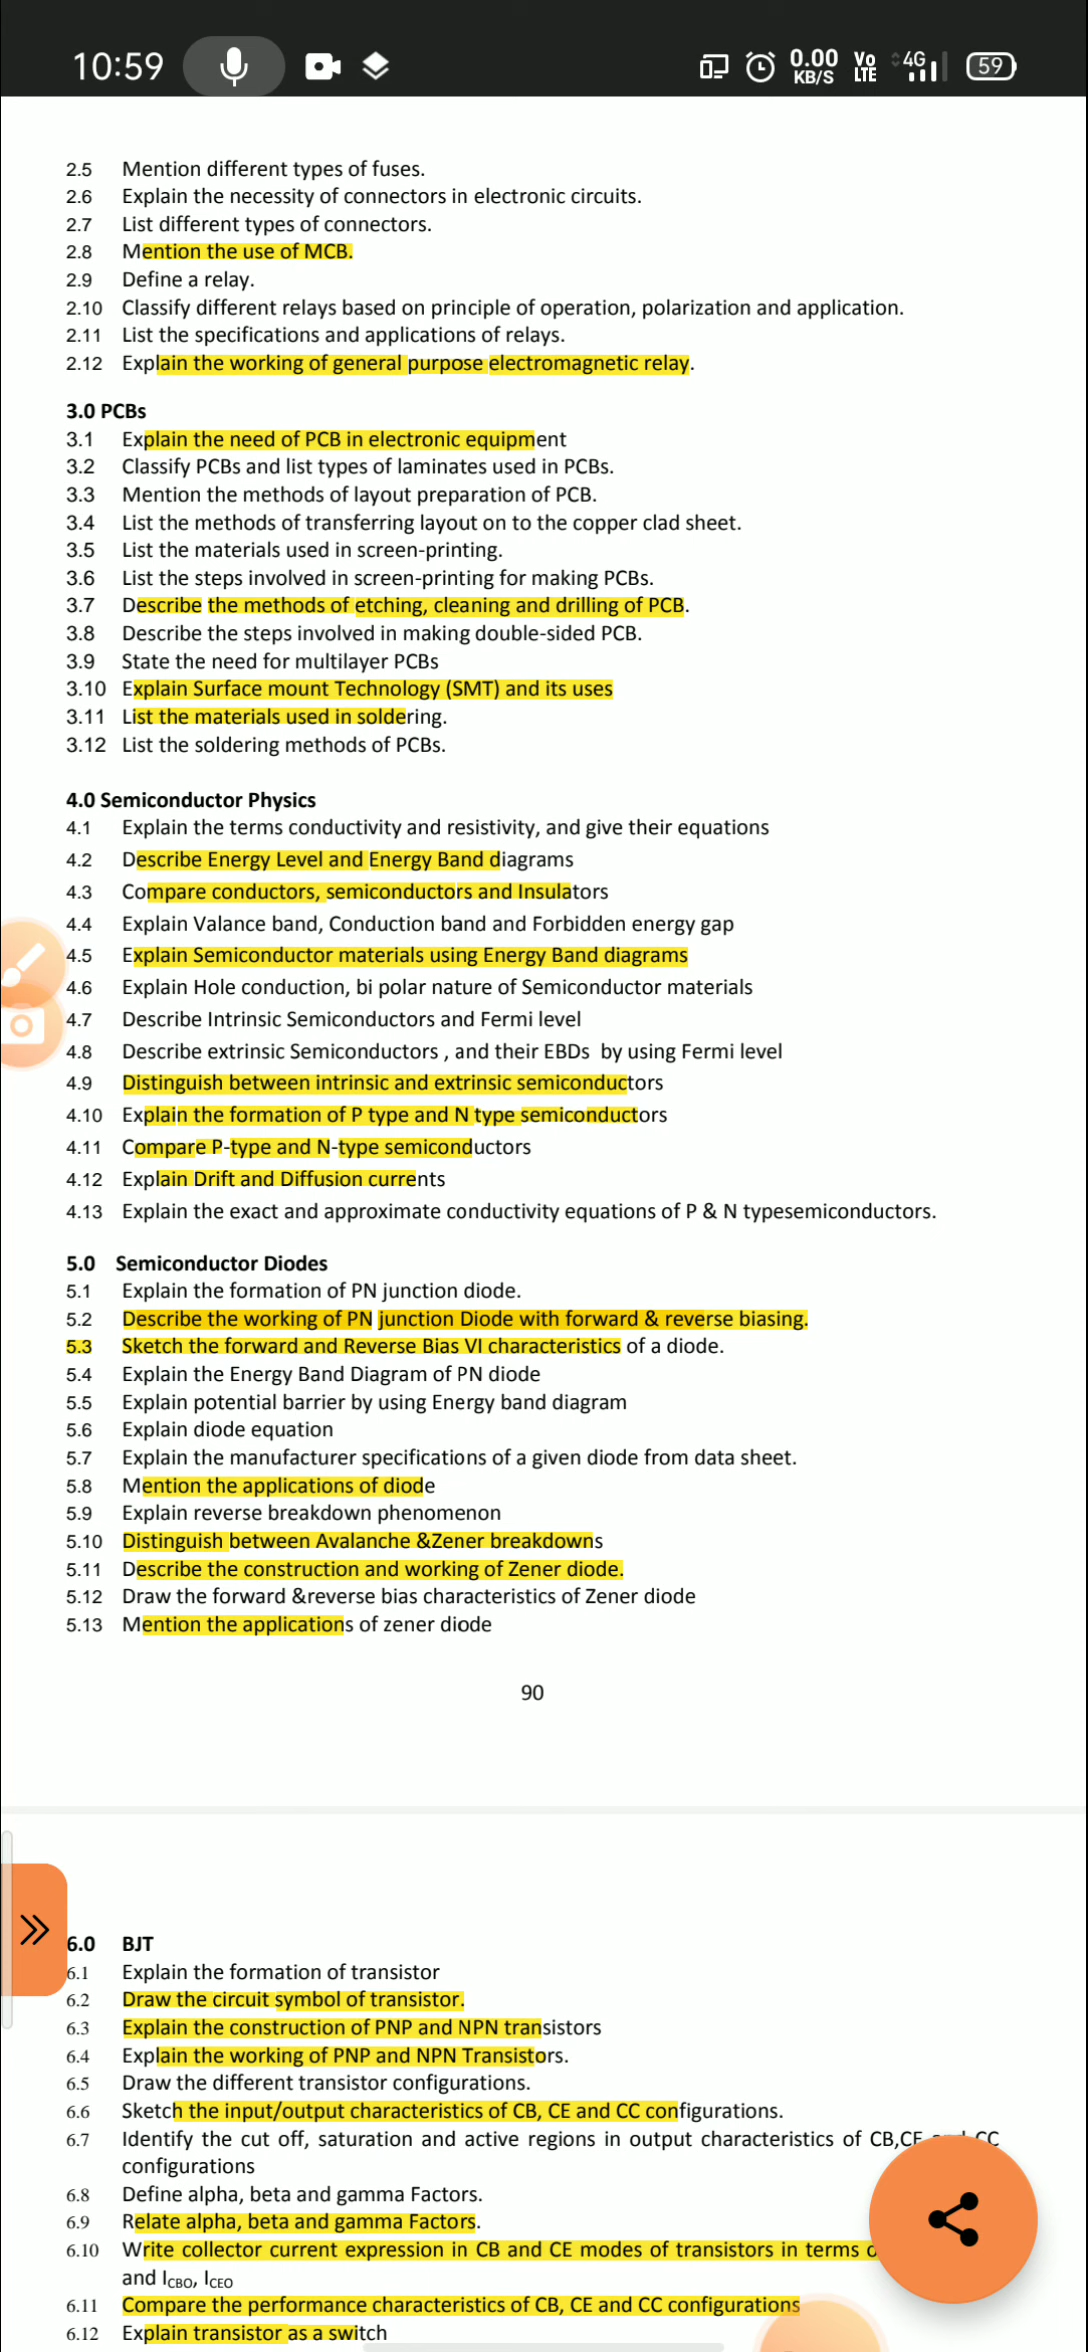 10:59
0.00 KB/S Vo LTE 4G 59
2.5 Mention different types of fuses.
2.6 Explain the necessity of connectors in electronic circuits.
2.7 List different types of connectors.
2.8 Mention the use of MCB.
2.9 Define a relay.
2.10 Classify different relays based on principle of operation, polarization and application.
2.11 List the specifications and applications of relays.
2.12 Explain the working of general purpose electromagnetic relay.
3.0 PCBs
3.1 Explain the need of PCB in electronic equipment
3.2 Classify PCBs and list types of laminates used in PCBs.
3.3 Mention the methods of layout preparation of PCB.
3.4 List the methods of transferring layout on to the copper clad sheet.
3.5 List the materials used in screen-printing.
3.6 List the steps involved in screen-printing for making PCBs.
3.7 Describe the methods of etching, cleaning and drilling of PCB.
3.8 Describe the steps involved in making double-sided PCB.
3.9 State the need for multilayer PCBs
3.10 Explain Surface mount Technology (SMT) and its uses
3.11 List the materials used in soldering.
3.12 List the soldering methods of PCBs.
4.0 Semiconductor Physics
4.1 Explain the terms conductivity and resistivity, and give their equations
4.2 Describe Energy Level and Energy Band diagrams
4.3 Compare conductors, semiconductors and Insulators
4.4 Explain Valance band, Conduction band and Forbidden energy gap
4.5 Explain Semiconductor materials using Energy Band diagrams
4.6 Explain Hole conduction, bi polar nature of Semiconductor materials
4.7 Describe Intrinsic Semiconductors and Fermi level
4.8 Describe extrinsic Semiconductors , and their EBDs by using Fermi level
4.9 Distinguish between intrinsic and extrinsic semiconductors
4.10 Explain the formation of P type and N type semiconductors
4.11 Compare P-type and N-type semiconductors
4.12 Explain Drift and Diffusion currents
4.13 Explain the exact and approximate conductivity equations of P & N typesemiconductors.
5.0 Semiconductor Diodes
5.1 Explain the formation of PN junction diode.
5.2 Describe the working of PN junction Diode with forward & reverse biasing.
5.3 Sketch the forward and Reverse Bias VI characteristics of a diode.
5.4 Explain the Energy Band Diagram of PN diode
5.5 Explain potential barrier by using Energy band diagram
5.6 Explain diode equation
5.7 Explain the manufacturer specifications of a given diode from data sheet.
5.8 Mention the applications of diode
5.9 Explain reverse breakdown phenomenon
5.10 Distinguish between Avalanche &Zener breakdowns
5.11 Describe the construction and working of Zener diode.
5.12 Draw the forward &reverse bias characteristics of Zener diode
5.13 Mention the applications of zener diode
90
6.0 BJT
6.1 Explain the formation of transistor
6.2 Draw the circuit symbol of transistor.
6.3 Explain the construction of PNP and NPN transistors
6.4 Explain the working of PNP and NPN Transistors.
6.5 Draw the different transistor configurations.
6.6 Sketch the input/output characteristics of CB, CE and CC configurations.
6.7 Identify the cut off, saturation and active regions in output characteristics of CB,CE and CC
configurations
6.8 Define alpha, beta and gamma Factors.
6.9 Relate alpha, beta and gamma Factors.
6.10 Write collector current expression in CB and CE modes of transistors in terms
and ICBO, ICEO
6.11 Compare the performance characteristics of CB, CE and CC configurations
6.12 Explain transistor as a switch